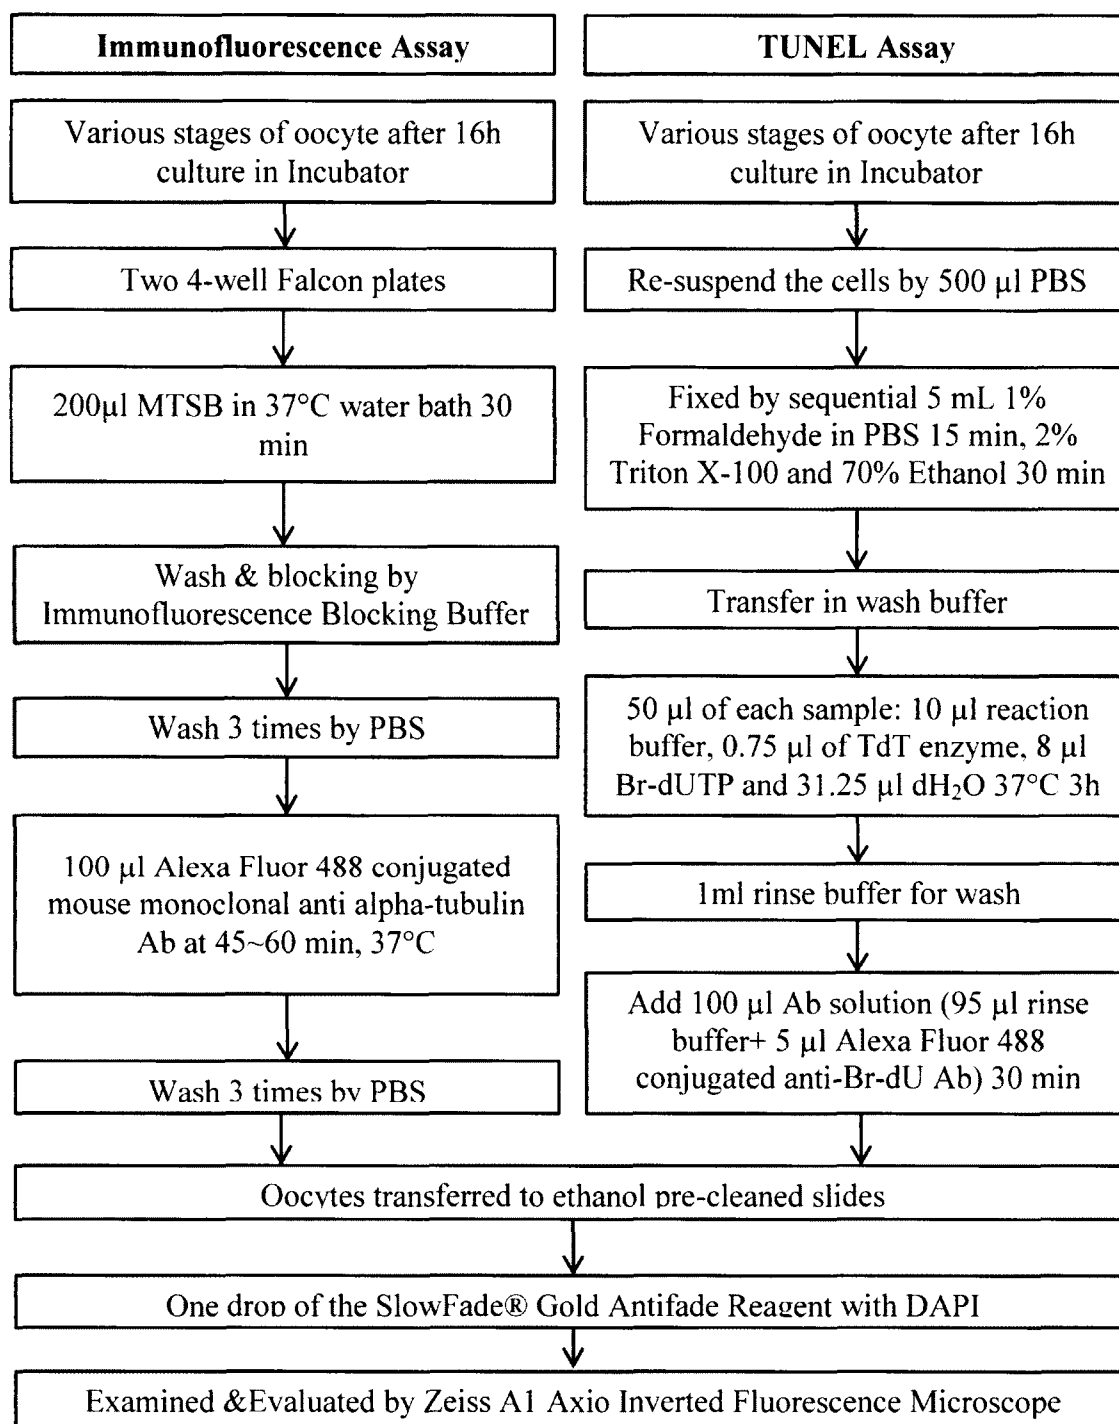 Immunofluorescence Assay
Various stages of oocyte after 16h
culture in Incubator
Two 4-well Falcon plates
200µl MTSB in 37°C water bath 30
min
Wash & blocking by
Immunofluorescence Blocking Buffer
Wash 3 times by PBS
100 µl Alexa Fluor 488 conjugated
mouse monoclonal anti alpha-tubulin
Ab at 45~60 min, 37°C
Wash 3 times by PBS
TUNEL Assay
Various stages of oocyte after 16h
culture in Incubator
Re-suspend the cells by 500 µl PBS
Fixed by sequential 5 mL 1%
Formaldehyde in PBS 15 min, 2%
Triton X-100 and 70% Ethanol 30 min
Transfer in wash buffer
50 µl of each sample: 10 µl reaction
buffer, 0.75 µl of TdT enzyme, 8 µl
Br-dUTP and 31.25 µl dH₂O 37°C 3h
1ml rinse buffer for wash
Add 100 µl Ab solution (95 µl rinse
buffer+ 5 µl Alexa Fluor 488
conjugated anti-Br-dU Ab) 30 min
Oocytes transferred to ethanol pre-cleaned slides
One drop of the SlowFade® Gold Antifade Reagent with DAPI
Examined &Evaluated by Zeiss A1 Axio Inverted Fluorescence Microscope